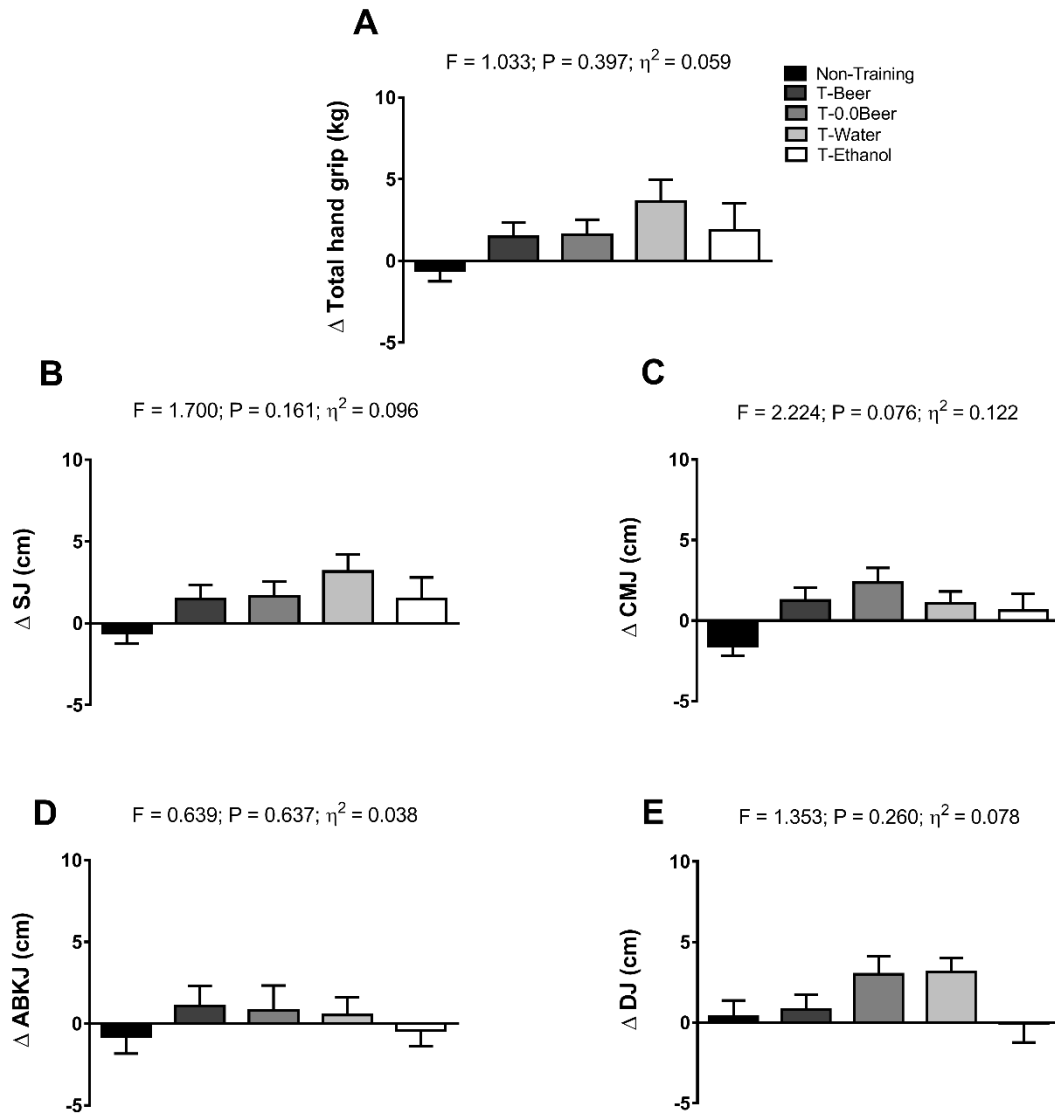 A
F = 1.033; P = 0.397; η² = 0.059
Non-Training
T-Beer
T-0.0Beer
T-Water
T-Ethanol
Δ Total hand grip (kg)
10
5
0
-5
B
F = 1.700; P = 0.161; η² = 0.096
Δ SJ (cm)
10
5
0
-5
C
F = 2.224; P = 0.076; η² = 0.122
Δ CMJ (cm)
10
5
0
-5
D
F = 0.639; P = 0.637; η² = 0.038
Δ ABKJ (cm)
10
5
0
-5
E
F = 1.353; P = 0.260; η² = 0.078
Δ DJ (cm)
10
5
0
-5